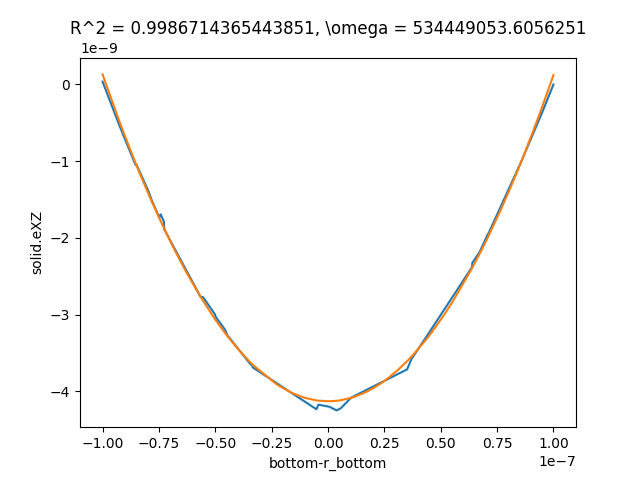 R^2 = 0.9986714365443851, \omega = 534449053.6056251
1e−9
0
−1
−2
−3
−4
solid.eXZ
−1.00 −0.75 −0.50 −0.25 0.00 0.25 0.50 0.75 1.00
bottom-r_bottom
1e−7